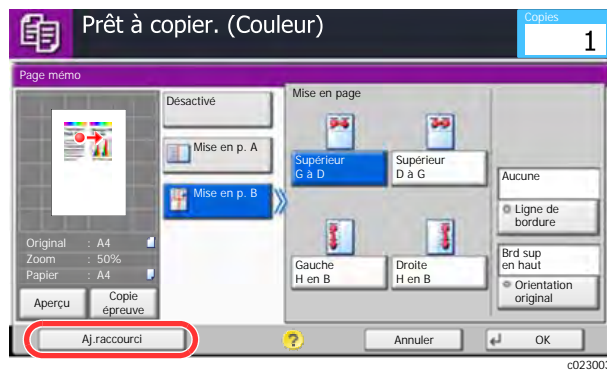 Prêt à copier. (Couleur)
Copies
1
Page mémo
Désactivé
Mise en p. A
Mise en p. B
Mise en page
Supérieur
G à D
Supérieur
D à G
Gauche
H en B
Droite
H en B
Aucune
Ligne de
bordure
Brd sup
en haut
Orientation
original
Original : A4
Zoom : 50%
Papier : A4
Aperçu
Copie
épreuve
Aj.raccourci
?
Annuler
OK